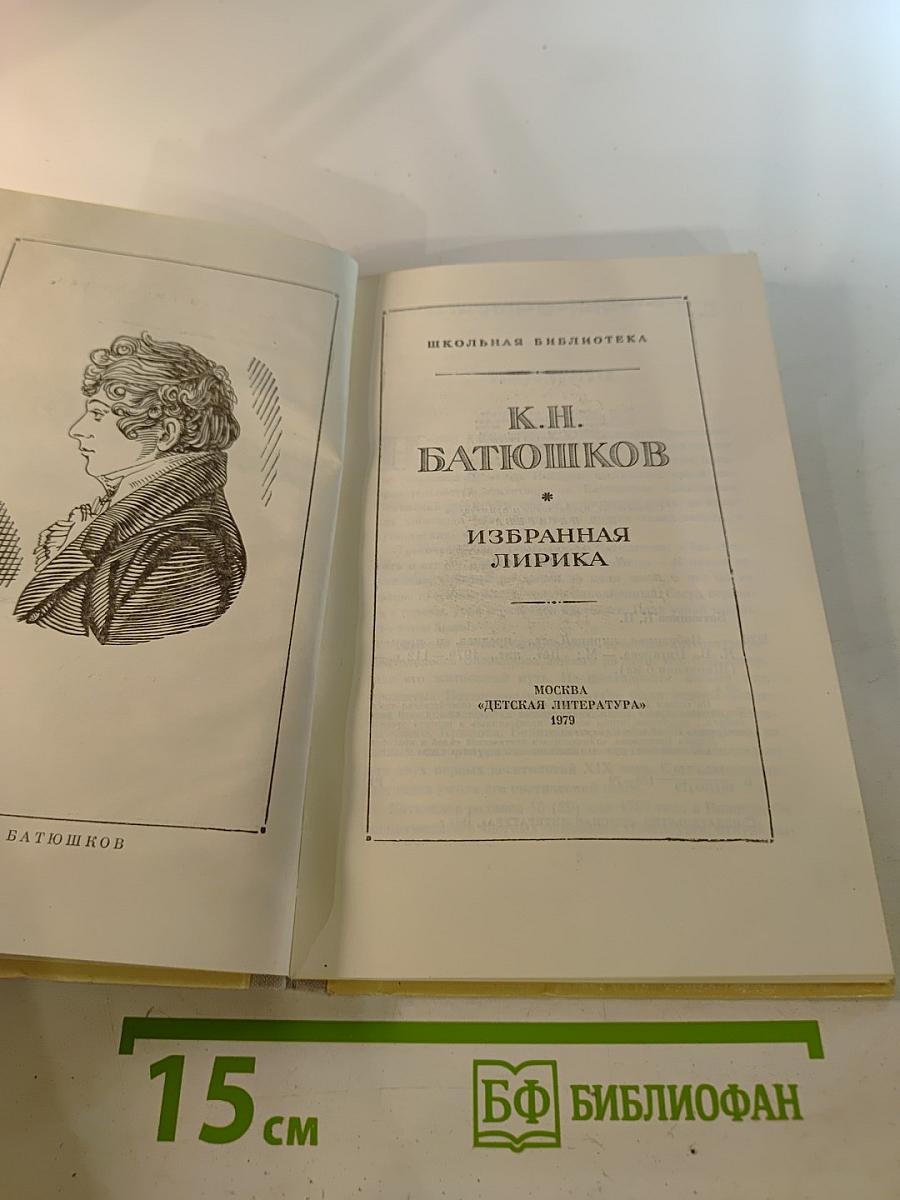 БАТЮШКОВ
ШКОЛЬНАЯ БИБЛИОТЕКА
К.Н.
БАТЮШКОВ
*
ИЗБРАННАЯ
ЛИРИКА
МОСКВА
«ДЕТСКАЯ ЛИТЕРАТУРА»
1979
15 см
БФ БИБЛИОФАН